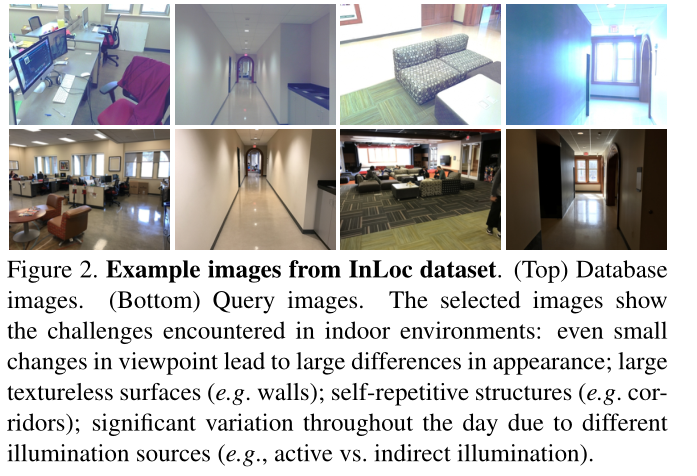 Figure 2. Example images from InLoc dataset. (Top) Database
images. (Bottom) Query images. The selected images show
the challenges encountered in indoor environments: even small
changes in viewpoint lead to large differences in appearance; large
textureless surfaces (e.g. walls); self-repetitive structures (e.g. cor-
ridors); significant variation throughout the day due to different
illumination sources (e.g., active vs. indirect illumination).